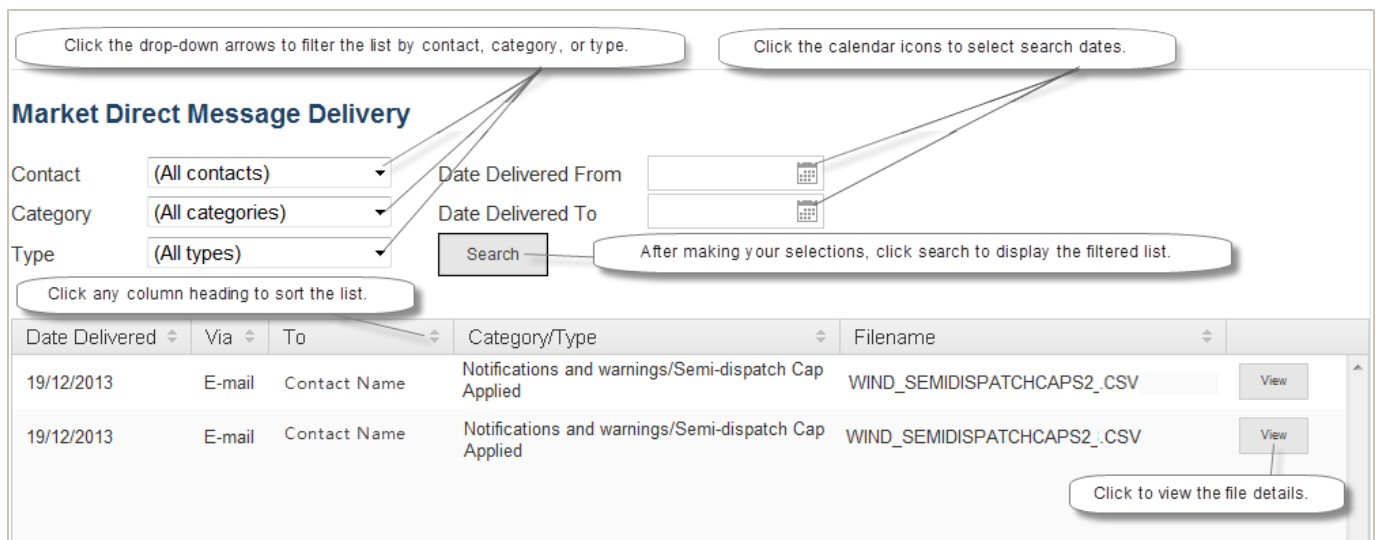 Click the drop-down arrows to filter the list by contact, category, or type.
Click the calendar icons to select search dates.
Market Direct Message Delivery
Contact (All contacts) Date Delivered From
Category (All categories) Date Delivered To
Type (All types) Search After making your selections, click search to display the filtered list.
Click any column heading to sort the list.
Date Delivered Via To Category/Type Filename
19/12/2013 E-mail Contact Name Notifications and warnings/Semi-dispatch Cap WIND_SEMIDISPATCHCAPS2_.CSV View
Applied
19/12/2013 E-mail Contact Name Notifications and warnings/Semi-dispatch Cap WIND_SEMIDISPATCHCAPS2_.CSV View
Applied
Click to view the file details.